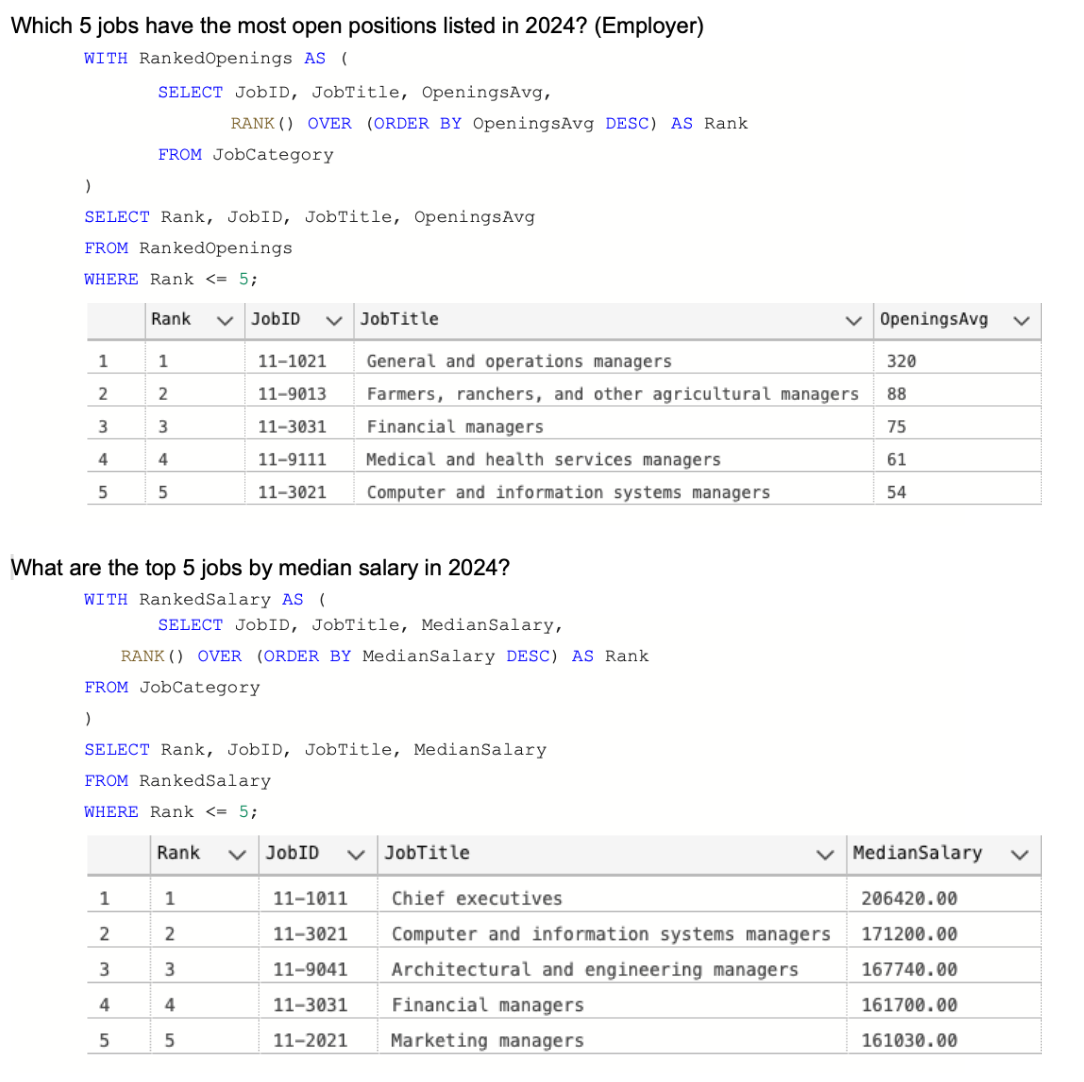 Which 5 jobs have the most open positions listed in 2024? (Employer)
WITH RankedOpenings AS (
SELECT JobID, JobTitle, OpeningsAvg,
RANK() OVER (ORDER BY OpeningsAvg DESC) AS Rank
FROM JobCategory
)
SELECT Rank, JobID, JobTitle, OpeningsAvg
FROM RankedOpenings
WHERE Rank <= 5;
Rank JobID JobTitle OpeningsAvg
1 1 11-1021 General and operations managers 320
2 2 11-9013 Farmers, ranchers, and other agricultural managers 88
3 3 11-3031 Financial managers 75
4 4 11-9111 Medical and health services managers 61
5 5 11-3021 Computer and information systems managers 54
What are the top 5 jobs by median salary in 2024?
WITH RankedSalary AS (
SELECT JobID, JobTitle, MedianSalary,
RANK() OVER (ORDER BY MedianSalary DESC) AS Rank
FROM JobCategory
)
SELECT Rank, JobID, JobTitle, MedianSalary
FROM RankedSalary
WHERE Rank <= 5;
Rank JobID JobTitle MedianSalary
1 1 11-1011 Chief executives 206420.00
2 2 11-3021 Computer and information systems managers 171200.00
3 3 11-9041 Architectural and engineering managers 167740.00
4 4 11-3031 Financial managers 161700.00
5 5 11-2021 Marketing managers 161030.00